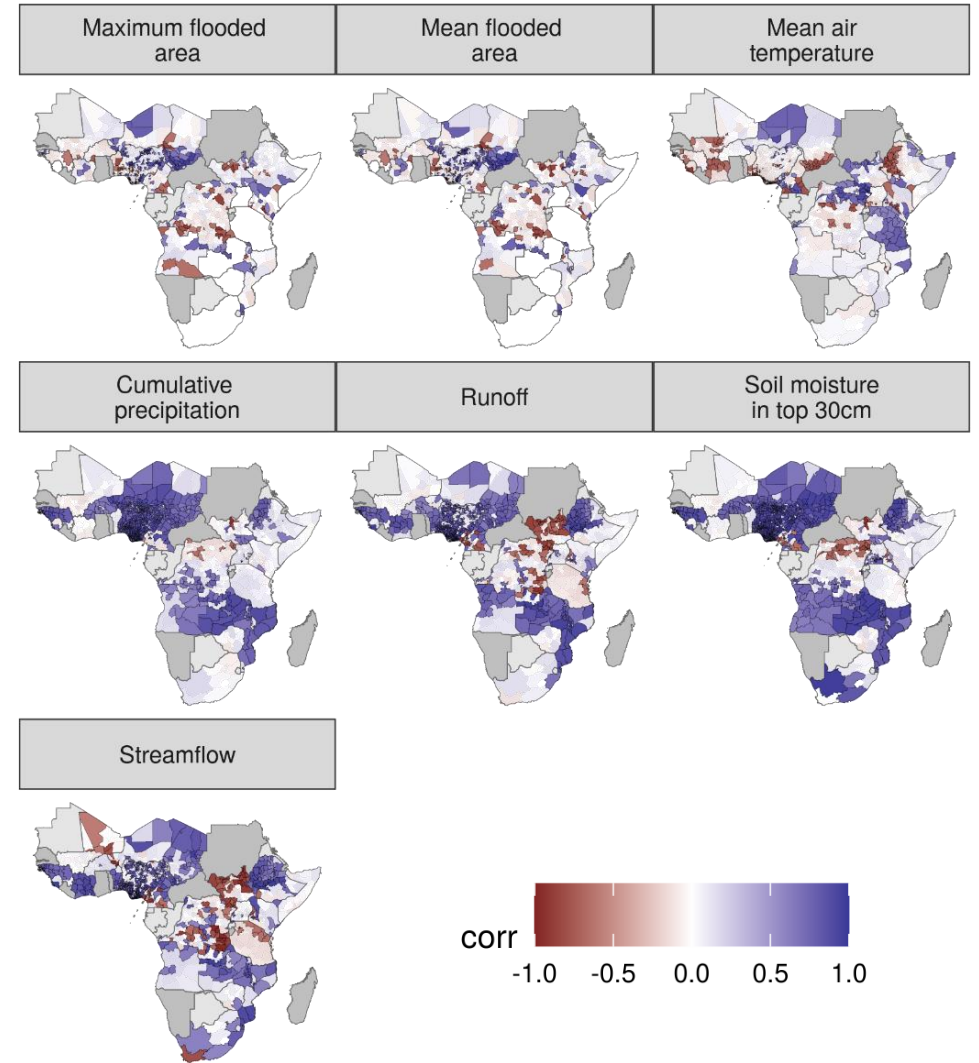 Maximum flooded
area
Mean flooded
area
Mean air
temperature
Cumulative
precipitation
Runoff
Soil moisture
in top 30cm
Streamflow
corr
-1.0 -0.5 0.0 0.5 1.0